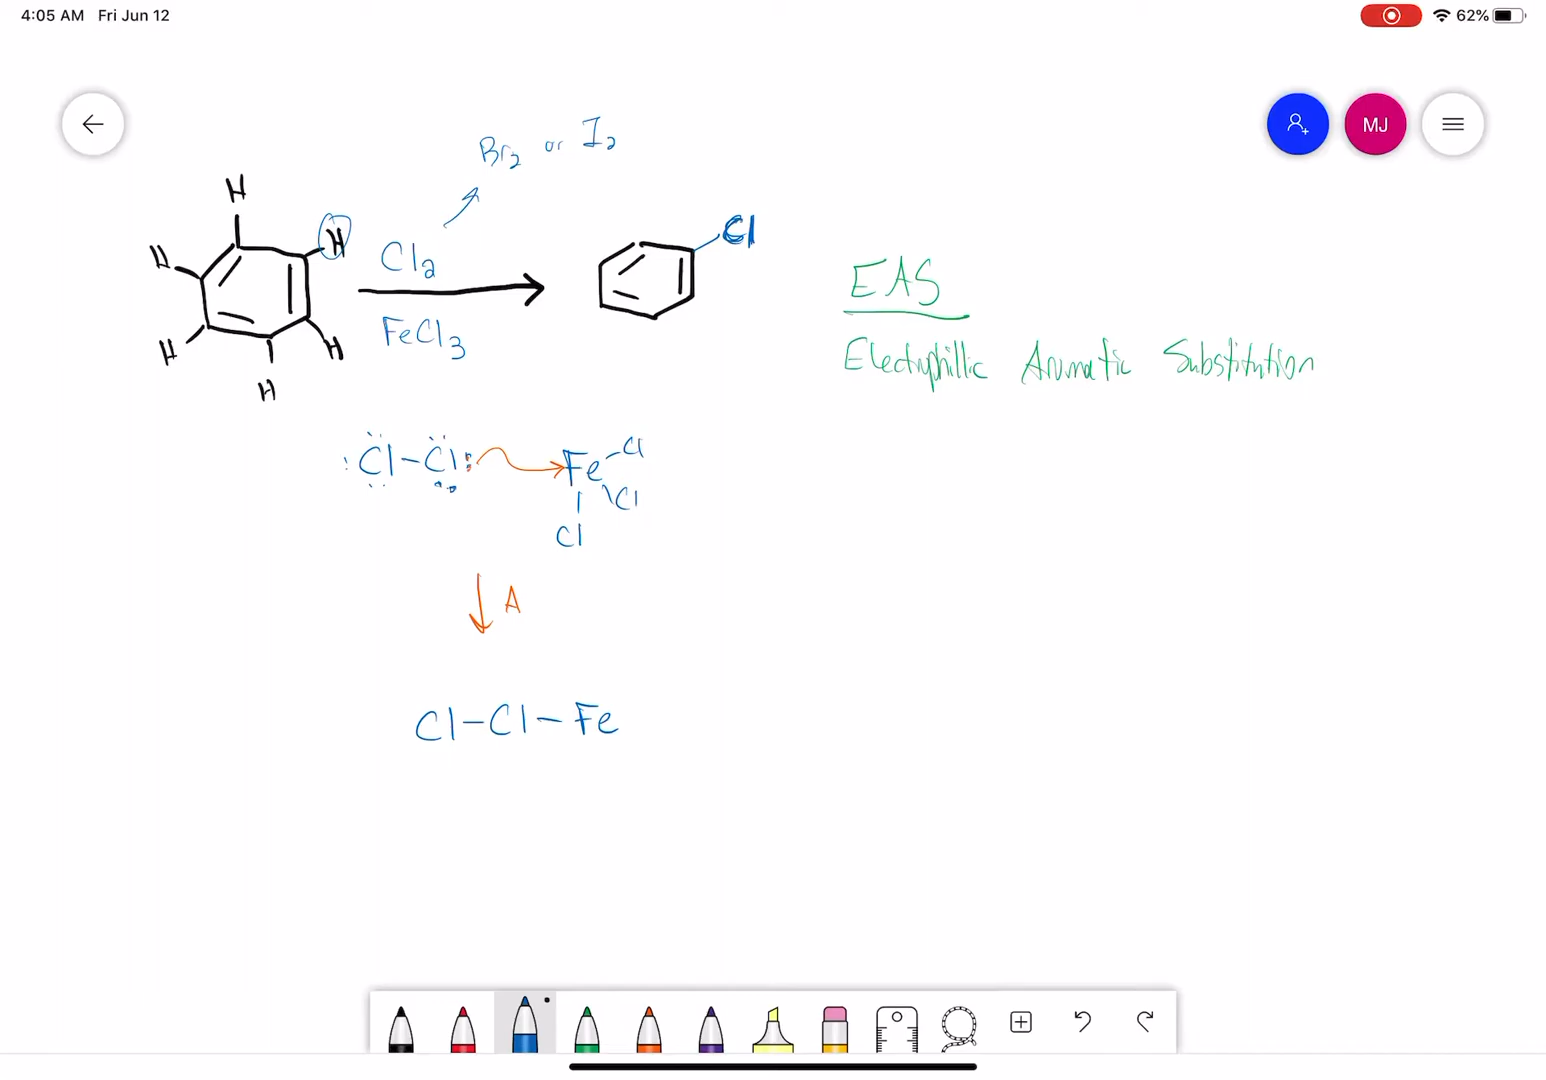 4:05 AM Fri Jun 12
62%
MJ
Br2 or I2
H
H
H
Cl2
Cl
FeCl3
H
H
H
EAS
Electrophillic Aromatic Substitution
:Cl-Cl: Fe-Cl
Cl
Cl
A
Cl-Cl-Fe